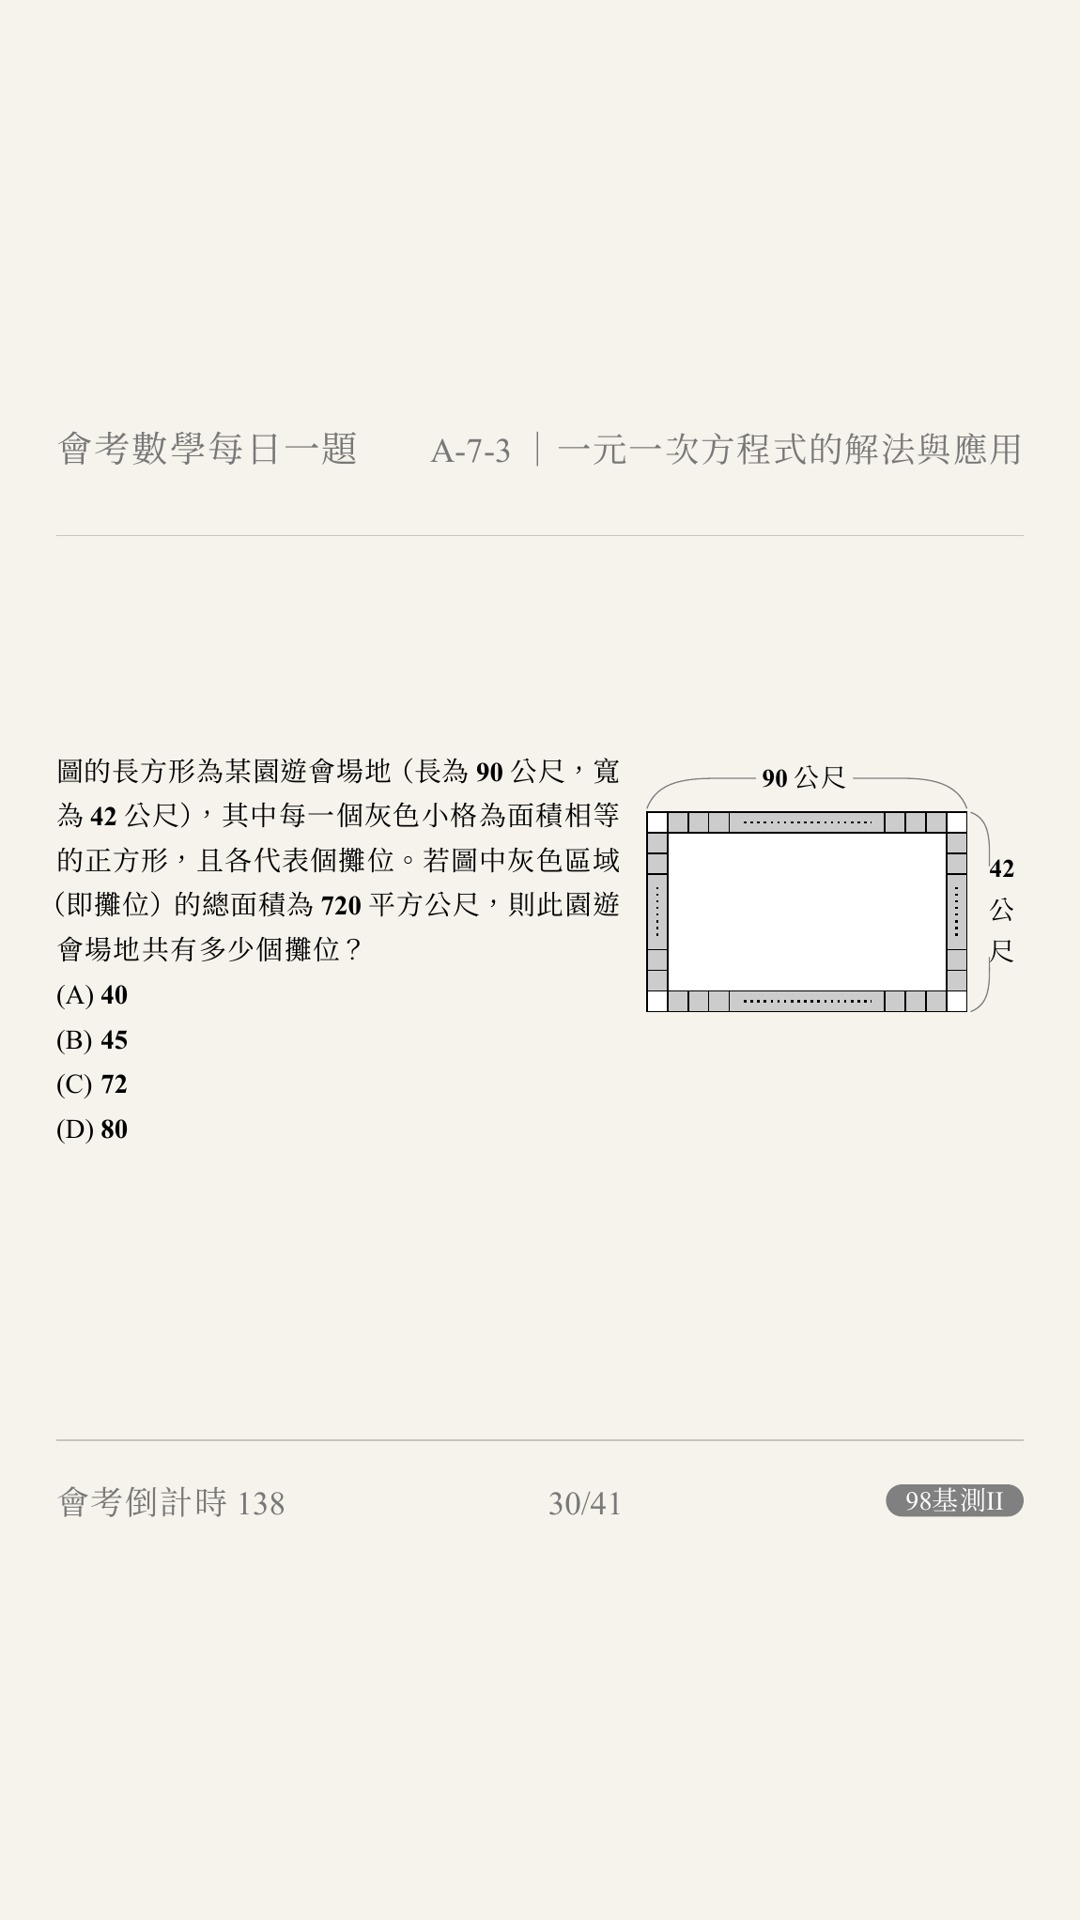 會考數學每日一題
A-7-3｜一元一次方程式的解法與應用
圖的長方形為某園遊會場地（長為 90 公尺，寬
為 42 公尺），其中每一個灰色小格為面積相等
的正方形，且各代表個攤位。若圖中灰色區域
（即攤位）的總面積為 720 平方公尺，則此園遊
會場地共有多少個攤位？
(A) 40
(B) 45
(C) 72
(D) 80
90 公尺
42
公
尺
會考倒計時 138
30/41
98基測II